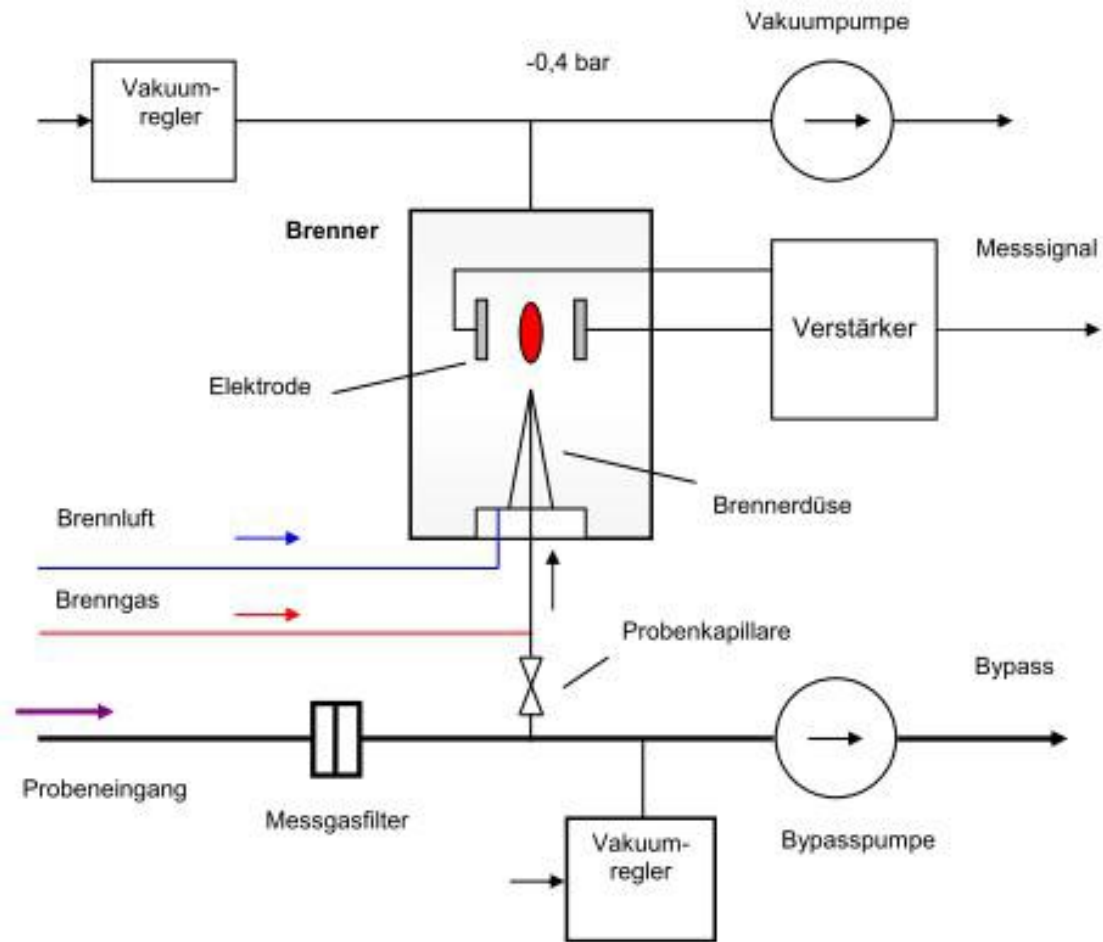 Vakuumpumpe
-0,4 bar
Vakuum-
regler
Brenner
Messsignal
Verstärker
Elektrode
Brennerdüse
Brennluft
Brenngas
Probenkapillare
Bypass
Probeneingang
Messgasfilter
Vakuum-
regler
Bypasspumpe